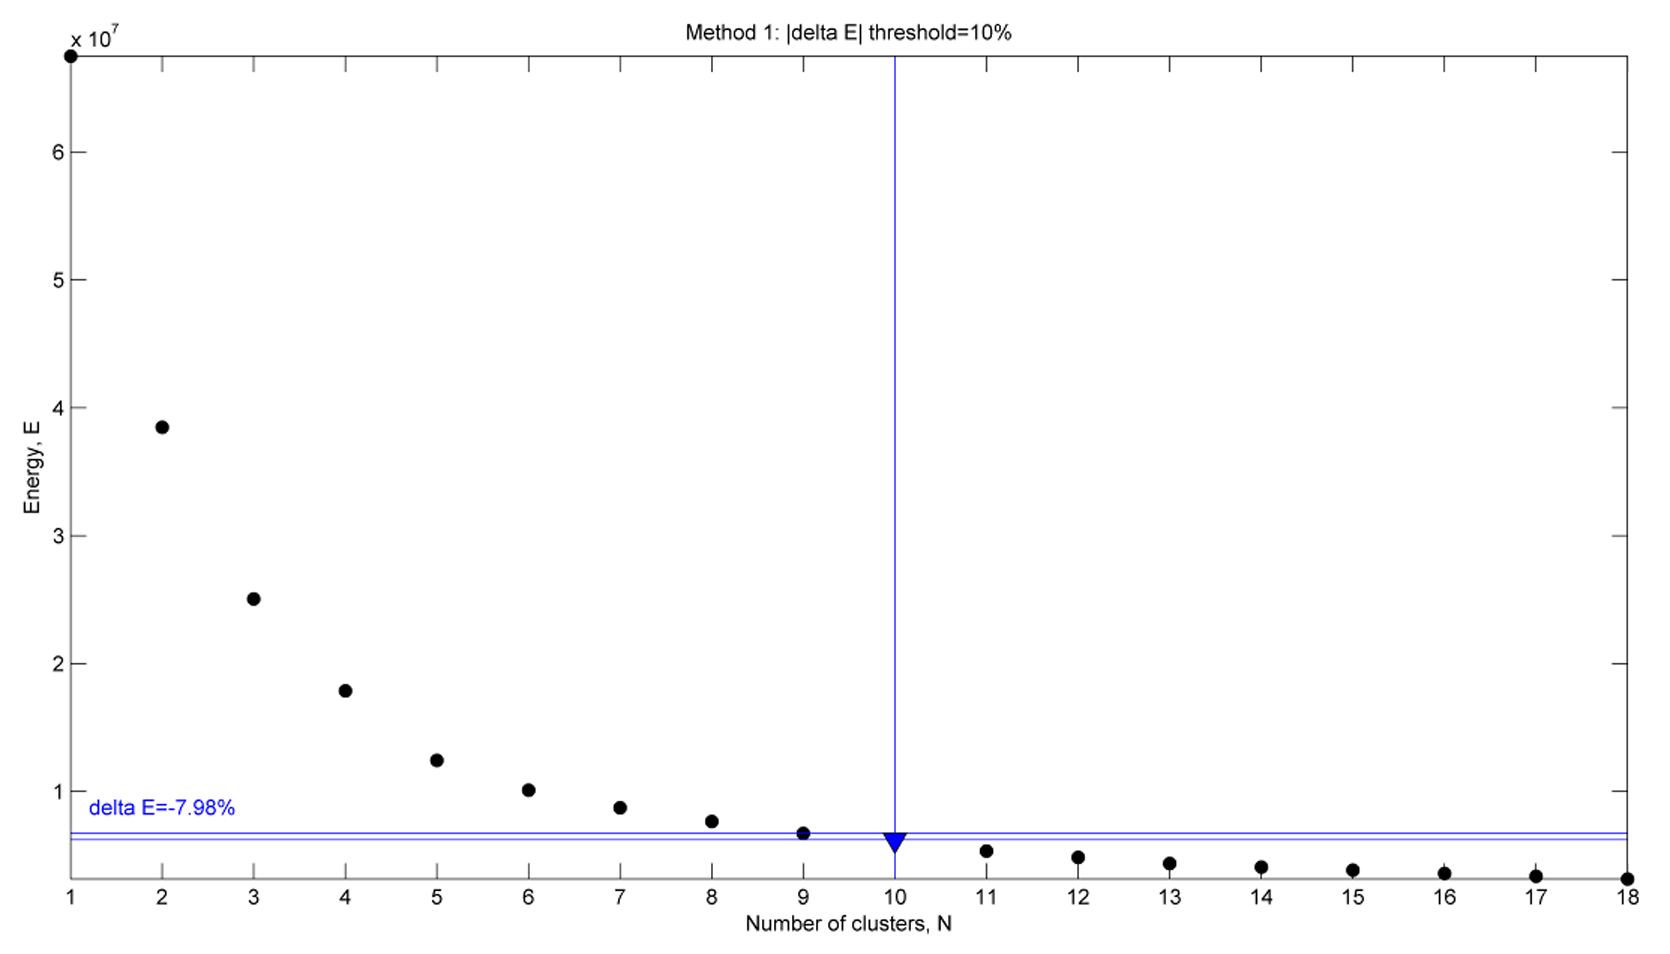 Method 1: |delta E| threshold=10%
x 10^7
6
5
4
3
2
1
Energy, E
delta E=-7.98%
1 2 3 4 5 6 7 8 9 10 11 12 13 14 15 16 17 18
Number of clusters, N